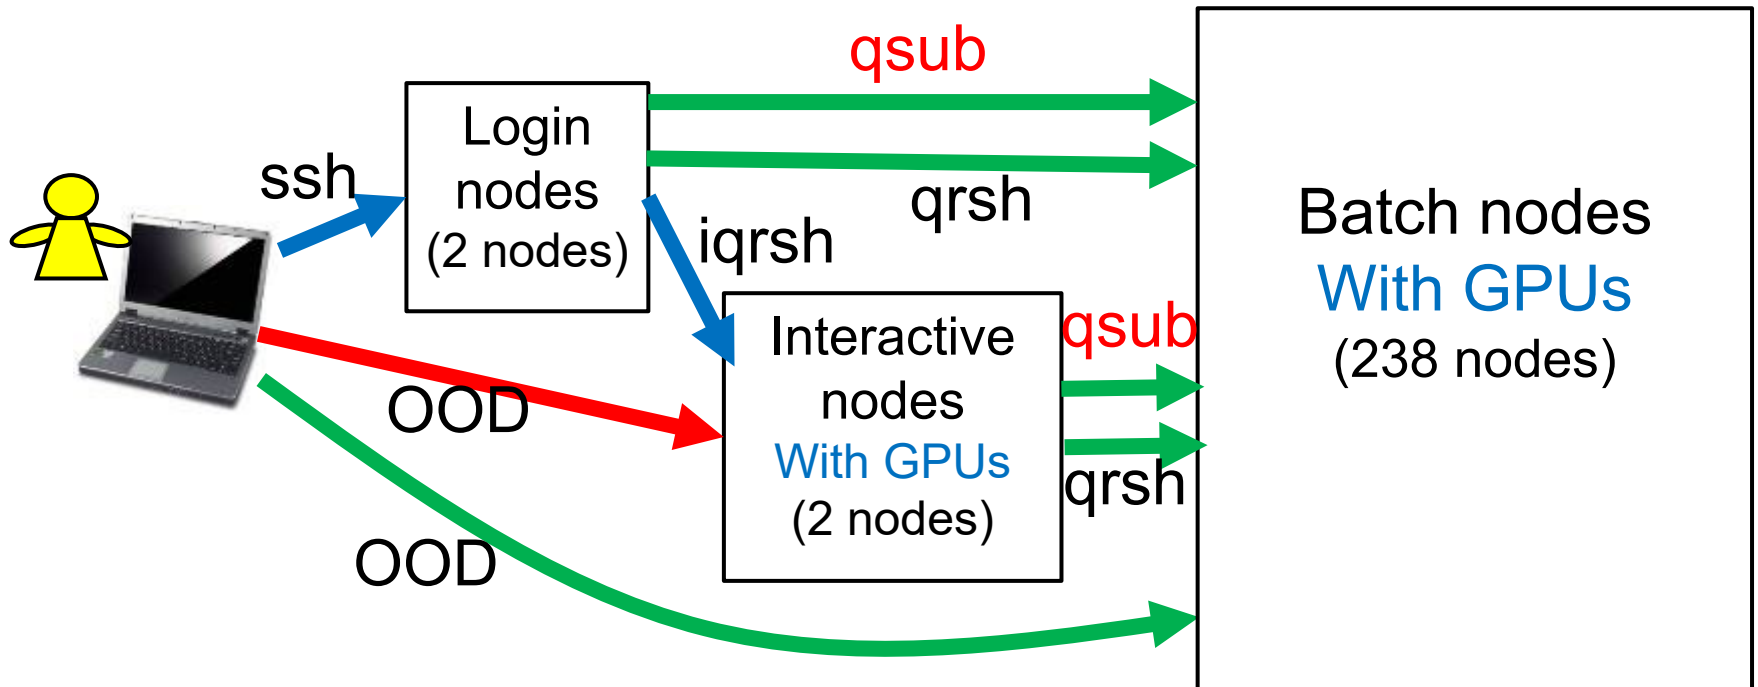 qsub
ssh
Login
nodes
(2 nodes)
qrsh
iqrsh
OOD
OOD
Interactive
nodes
With GPUs
(2 nodes)
qsub
qrsh
Batch nodes
With GPUs
(238 nodes)